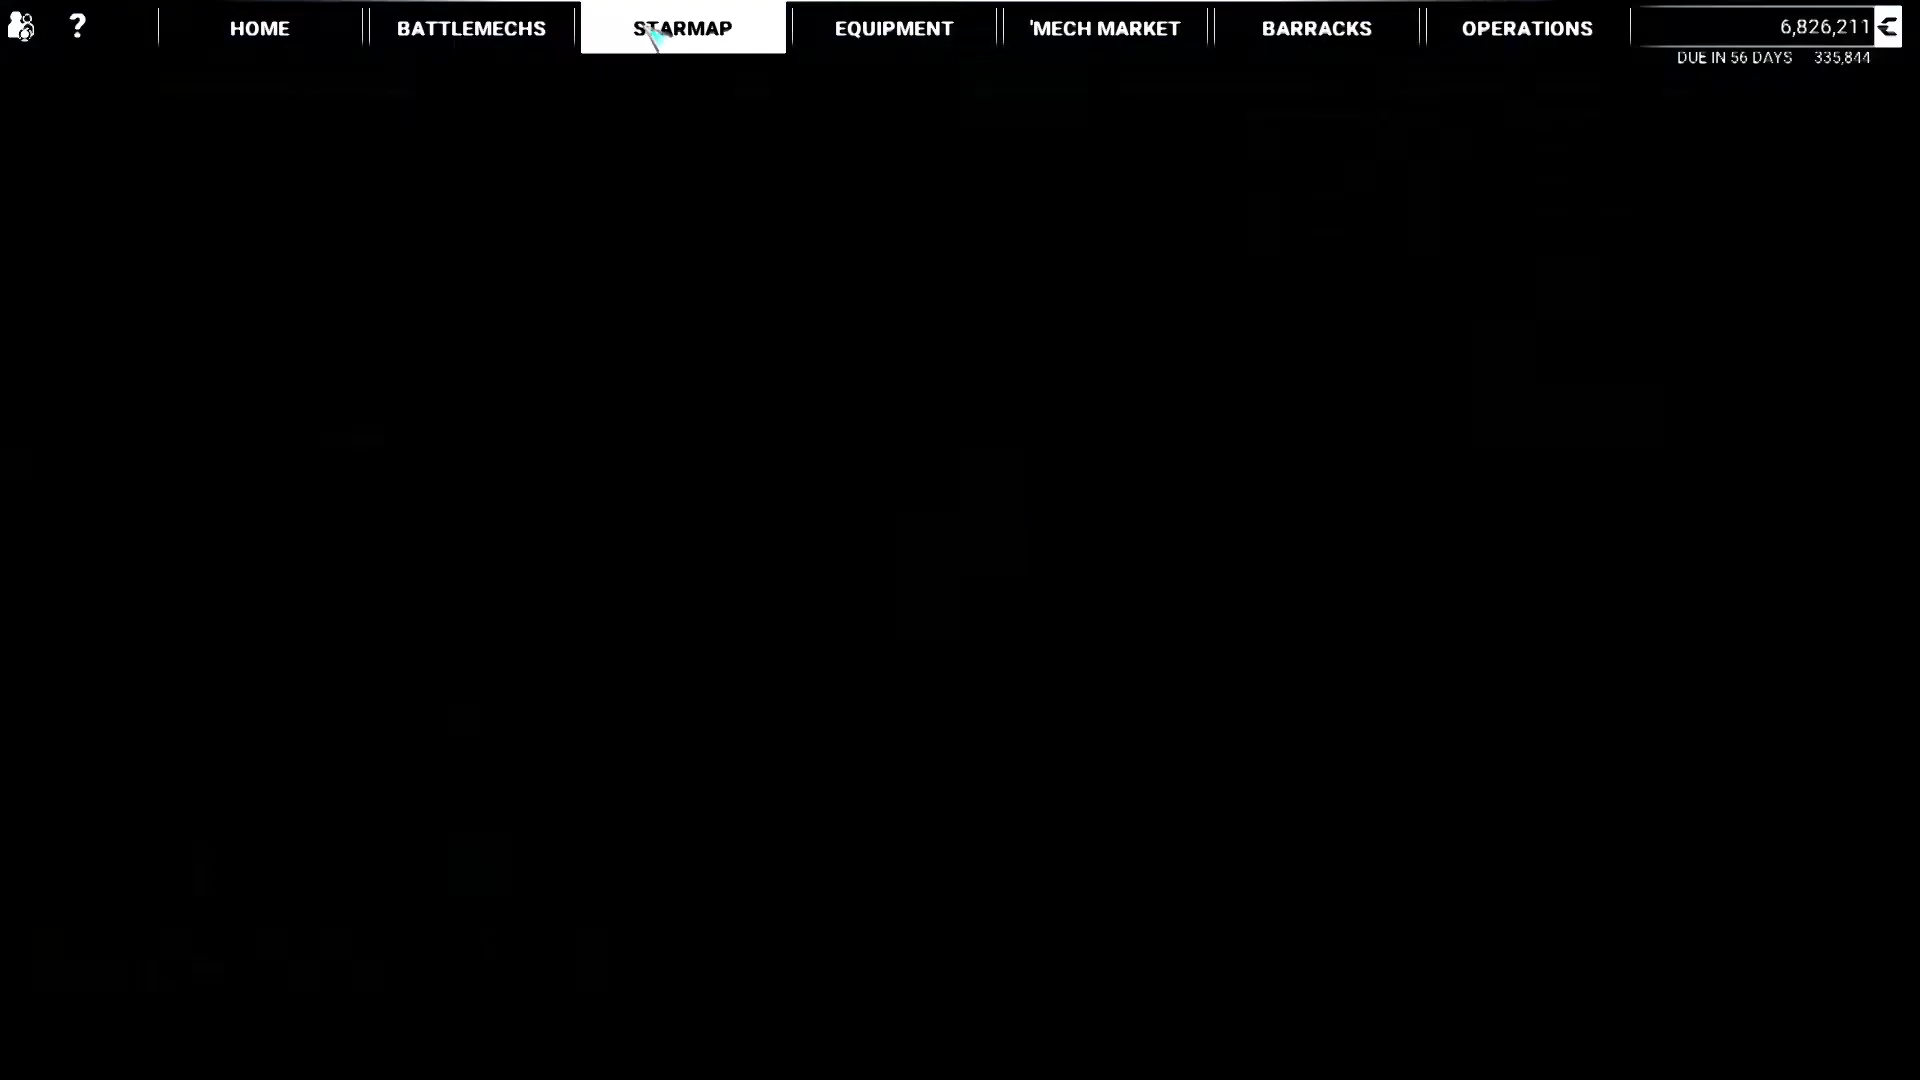 ?
HOME
BATTLEMECHS
STARMAP
EQUIPMENT
'MECH MARKET
BARRACKS
OPERATIONS
6,826,211
DUE IN 56 DAYS 335,844